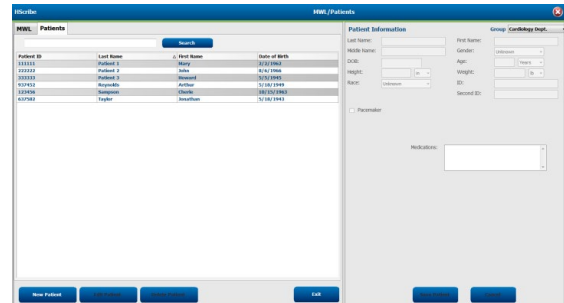 HScribe MWL/Patients
MWL Patients
Search
Patient ID Last Name First Name Date of Birth
111111 Patient 1 Mary 2/2/1962
222222 Patient 2 John 8/6/1966
333333 Patient 3 Howard 5/5/1945
937452 Reynolds Arthur 5/18/1949
123456 Sampson Cherie 10/15/1963
637582 Taylor Jonathan 5/10/1943
New Patient Exit
Patient Information Group Cardiology Dept.
Last Name: First Name:
Middle Name: Gender: Unknown
DOB: Age: Years
Height: in Weight: lb
Race: Unknown ID:
Second ID:
Pacemaker
Medications: